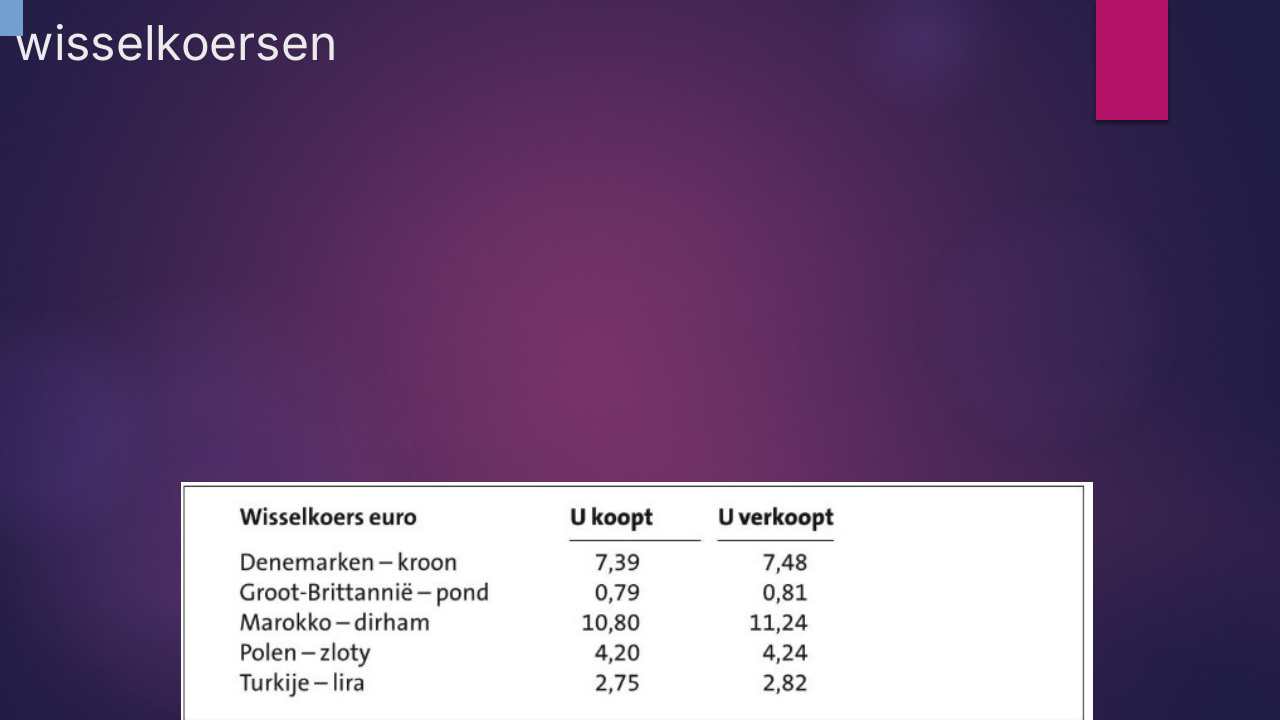 wisselkoersen
Wisselkoers euro U koopt U verkoopt
Denemarken – kroon 7,39 7,48
Groot-Brittannië – pond 0,79 0,81
Marokko – dirham 10,80 11,24
Polen – zloty 4,20 4,24
Turkije – lira 2,75 2,82